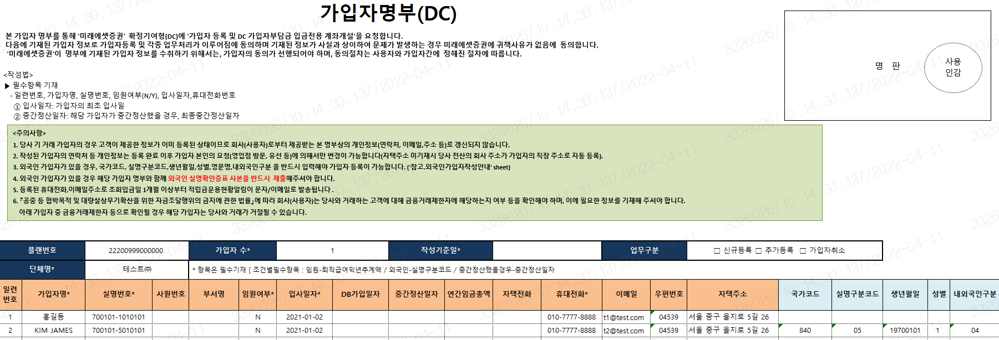 가입자명부(DC)
본 가입자 명부를 통해 '미래에셋증권' 확정기여형(DC)에 '가입자 등록 및 DC 가입자부담금 입금전용 계좌개설'을 요청합니다.
다음에 기재된 가입자 정보로 가입자등록 및 각종 업무처리가 이루어짐에 동의하며 기재된 정보가 사실과 상이하여 문제가 발생하는 경우 미래에셋증권에 귀책사유가 없음에 동의합니다.
'미래에셋증권'이 명부에 기재된 가입자 정보를 수취하기 위해서는, 가입자의 동의가 선행되어야 하며, 동의절차는 사용자와 가입자간에 정해진 절차에 따릅니다.
명 판
사용
인감
<작성법>
▶ 필수항목 기재
- 일련번호, 가입자명, 실명번호, 임원여부(N/Y), 입사일자,휴대전화번호
① 입사일자: 가입자의 최초 입사일
② 중간정산일자: 해당 가입자가 중간정산했을 경우, 최종중간정산일자
<주의사항>
1. 당사 기 거래 가입자의 경우 고객이 제공한 정보가 이미 등록된 상태이므로 회사(사용자)로부터 제공받는 본 명부상의 개인정보(연락처, 이메일,주소 등)로 갱신되지 않습니다.
2. 작성된 가입자의 연락처 등 개인정보는 등록 완료 이후 가입자 본인의 요청(영업점 방문, 유선 등)에 의해서만 변경이 가능합니다(자택주소 미기재시 당사 전산의 회사 주소가 가입자의 직장 주소로 자동 등록).
3. 외국인 가입자가 있을 경우, 국가코드, 실명구분코드,생년월일,성별,영문명,내외국인구분 을 반드시 입력해야 가입자 등록이 가능합니다. ('참고.외국인가입자작성안내' sheet)
4. 외국인 가입자가 있을 경우 해당 가입자 명부와 함께 외국인 실명확인증표 사본을 반드시 제출해주셔야 합니다.
5. 등록된 휴대전화,이메일주소로 초회입금일 1개월 이상부터 적립금운용현황알림이 문자/이메일로 발송됩니다 .
6. 『공중 등 협박목적 및 대량살상무기확산을 위한 자금조달행위의 금지에 관한 법률』에 따라 회사(사용자)는 당사와 거래하는 고객에 대해 금융거래제한자에 해당하는지 여부 등을 확인해야 하며, 이에 필요한 정보를 기재해 주셔야 합니다.
아래 가입자 중 금융거래제한자 등으로 확인될 경우 해당 가입자는 당사와 거래가 거절될 수 있습니다.
플랜번호 22200999000000 가입자 수* 1 작성기준일* 업무구분 □ 신규등록 □ 추가등록 □ 가입자취소
단체명* 테스트㈜ * 항목은 필수기재 [ 조건별필수항목 : 임원-퇴직급여익년추계액 / 외국인-실명구분코드 / 중간정산했을경우-중간정산일자
일련번호 가입자명* 실명번호* 사원번호 부서명 임원여부* 입사일자* DB가입일자 중간정산일자 연간임금총액 자택전화 휴대전화* 이메일 우편번호 자택주소 국가코드 실명구분코드 생년월일 성별 내외국인구분
1 홍길동 700101-1010101 N 2021-01-02 010-7777-8888 t1@test.com 04539 서울 중구 을지로 5길 26
2 KIM JAMES 700101-5010101 N 2021-01-02 010-7777-8888 t2@test.com 04539 서울 중구 을지로 5길 26 840 05 19700101 1 04
3326026/10.14.30.137/2022-04-11